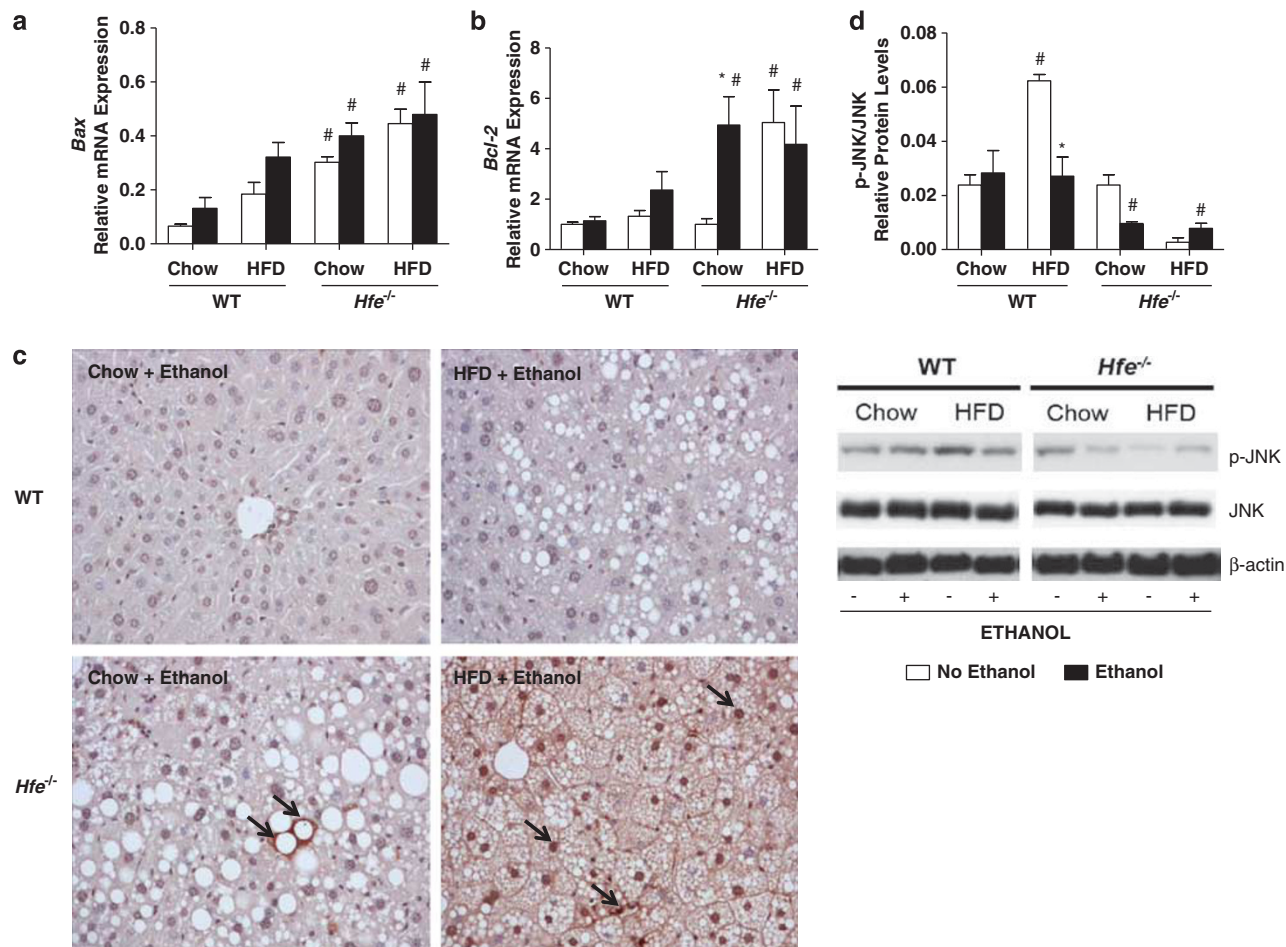 a
Bax
Relative mRNA Expression
0.8
0.6
0.4
0.2
0.0
# # # #
Chow HFD Chow HFD
WT Hfe-/-
b
Bcl-2
Relative mRNA Expression
8
6
4
2
0
* # # #
Chow HFD Chow HFD
WT Hfe-/-
d
p-JNK/JNK
Relative Protein Levels
0.08
0.06
0.04
0.02
0.00
# * # #
Chow HFD Chow HFD
WT Hfe-/-
c
Chow + Ethanol
HFD + Ethanol
WT
Chow + Ethanol
HFD + Ethanol
Hfe-/-
WT Hfe-/-
Chow HFD Chow HFD
p-JNK
JNK
β-actin
- + - + - + - +
ETHANOL
No Ethanol Ethanol